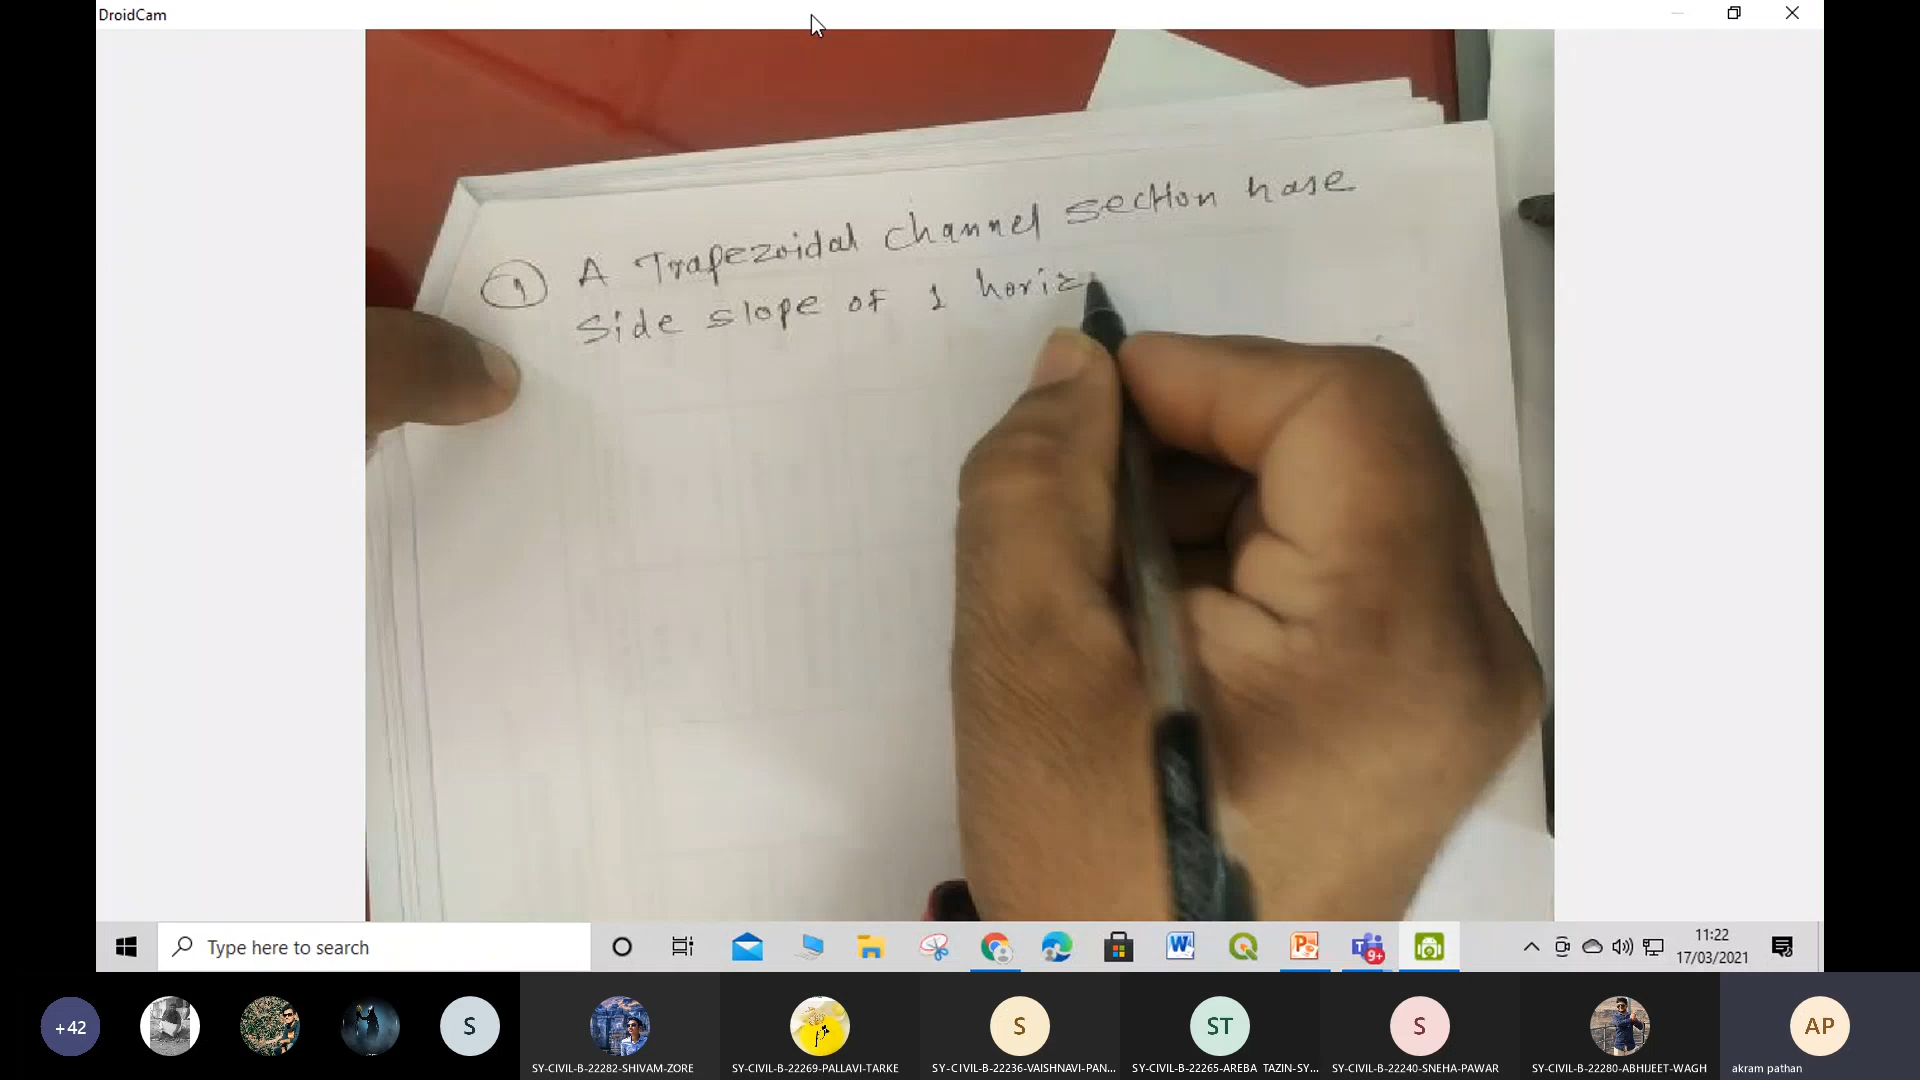 DroidCam
① A Trapezoidal channel section have
Side slope of 1 horiz
Type here to search
11:22
17/03/2021
9+
+42
S
S
ST
S
AP
SY-CIVIL-B-22282-SHIVAM-ZORE
SY-CIVIL-B-22269-PALLAVI-TARKE
SY-CIVIL-B-22236-VAISHNAVI-PAN...
SY-CIVIL-B-22265-AREBA TAZIN-SY...
SY-CIVIL-B-22240-SNEHA-PAWAR
SY-CIVIL-B-22280-ABHIJEET-WAGH
akram pathan